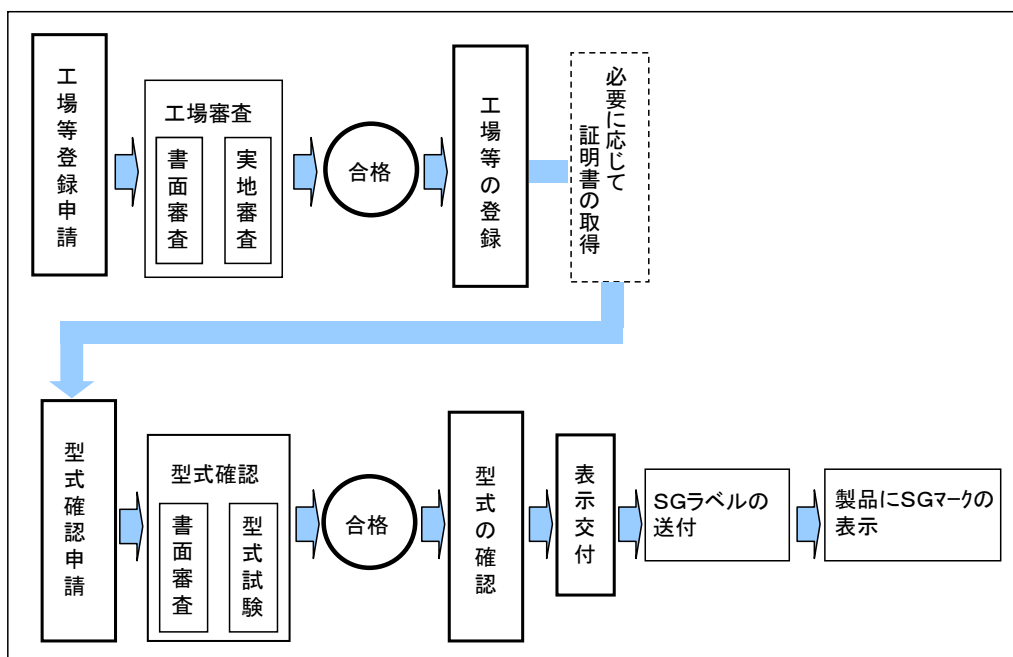 工場等登録申請
工場審査
書面審査
実地審査
合格
工場等の登録
必要に応じて
証明書の取得
型式確認申請
型式確認
書面審査
型式試験
合格
型式の確認
表示交付
SGラベルの
送付
製品にSGマークの
表示